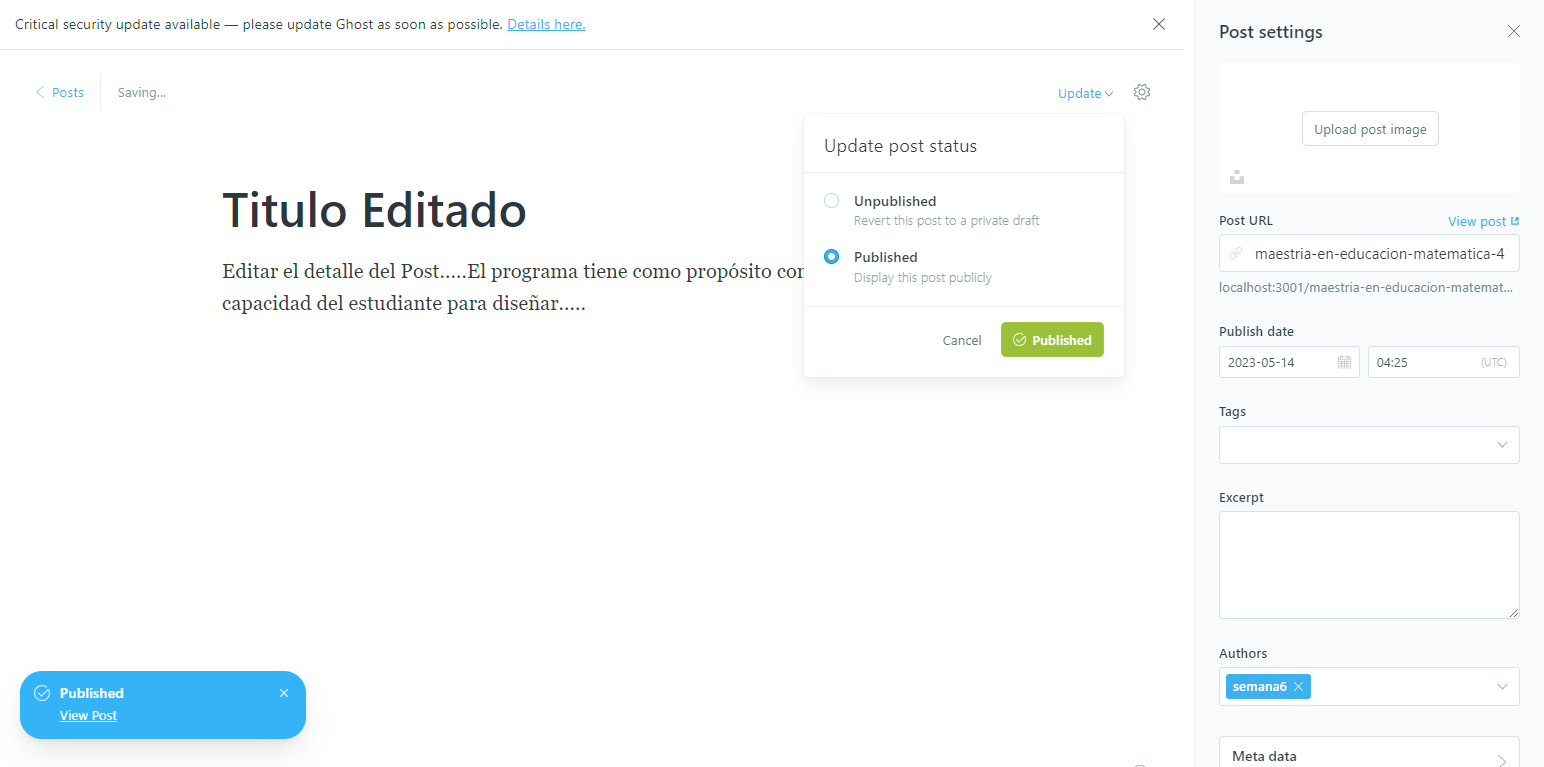 Critical security update available — please update Ghost as soon as possible. Details here.
Posts
Saving...
Update
Titulo Editado
Editar el detalle del Post.....El programa tiene como propósito
capacidad del estudiante para diseñar.....
Update post status
Unpublished
Revert this post to a private draft
Published
Display this post publicly
Cancel
Published
Published
View Post
Post settings
Upload post image
Post URL
View post
maestria-en-educacion-matematica-4
localhost:3001/maestria-en-educacion-matemat...
Publish date
2023-05-14
04:25
(UTC)
Tags
Excerpt
Authors
semana6
Meta data